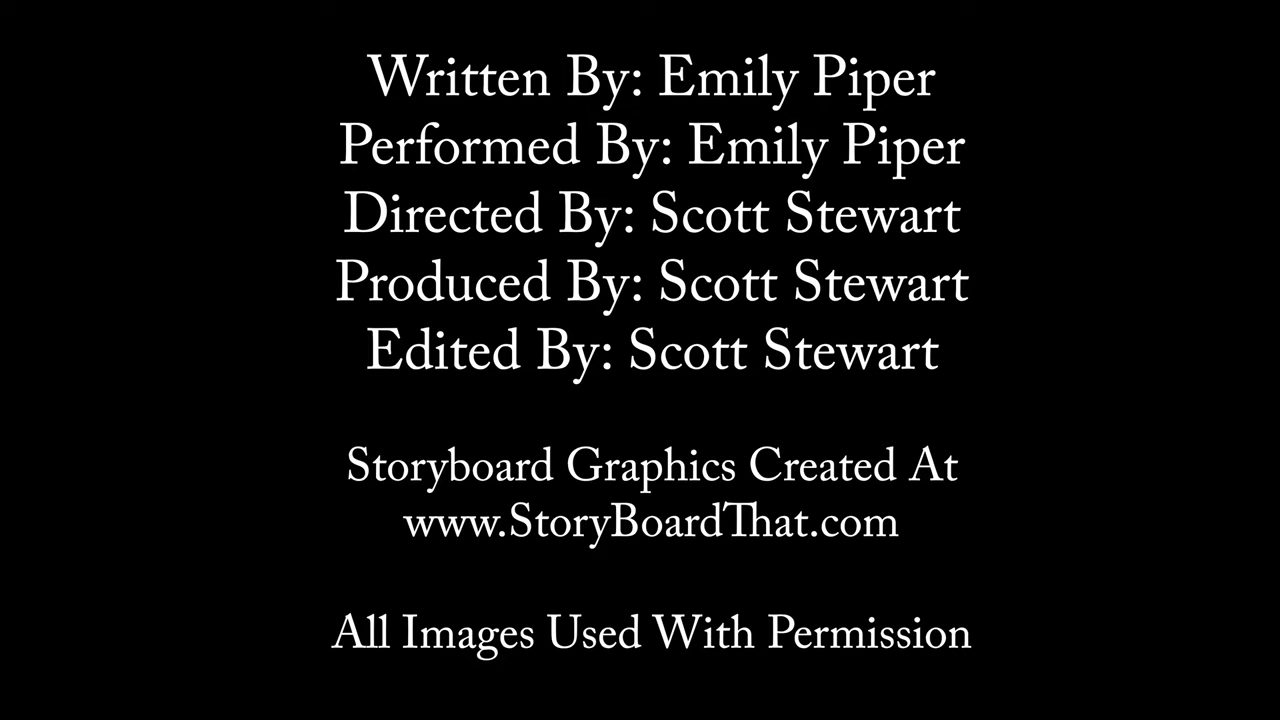 Written By: Emily Piper
Performed By: Emily Piper
Directed By: Scott Stewart
Produced By: Scott Stewart
Edited By: Scott Stewart
Storyboard Graphics Created At
www.StoryBoardThat.com
All Images Used With Permission